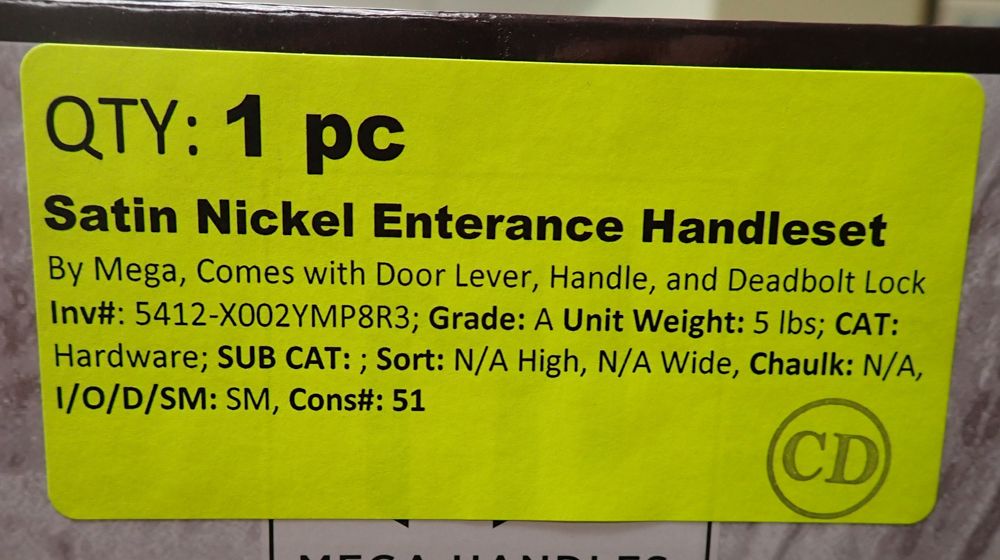 QTY: 1 pc
Satin Nickel Enterance Handleset
By Mega, Comes with Door Lever, Handle, and Deadbolt Lock
Inv#: 5412-X002YMP8R3; Grade: A Unit Weight: 5 lbs; CAT:
Hardware; SUB CAT: ; Sort: N/A High, N/A Wide, Chaulk: N/A,
I/O/D/SM: SM, Cons#: 51
CD
MEGA HANDLES